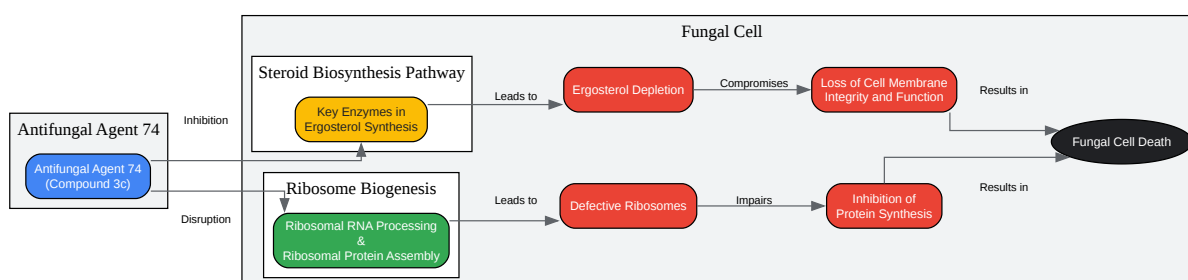 Fungal Cell
Steroid Biosynthesis Pathway
Key Enzymes in
Ergosterol Synthesis
Leads to
Ergosterol Depletion
Compromises
Loss of Cell Membrane
Integrity and Function
Results in
Inhibition
Antifungal Agent 74
Antifungal Agent 74
(Compound 3c)
Disruption
Fungal Cell Death
Ribosome Biogenesis
Ribosomal RNA Processing
&
Ribosomal Protein Assembly
Leads to
Defective Ribosomes
Impairs
Inhibition of
Protein Synthesis
Results in